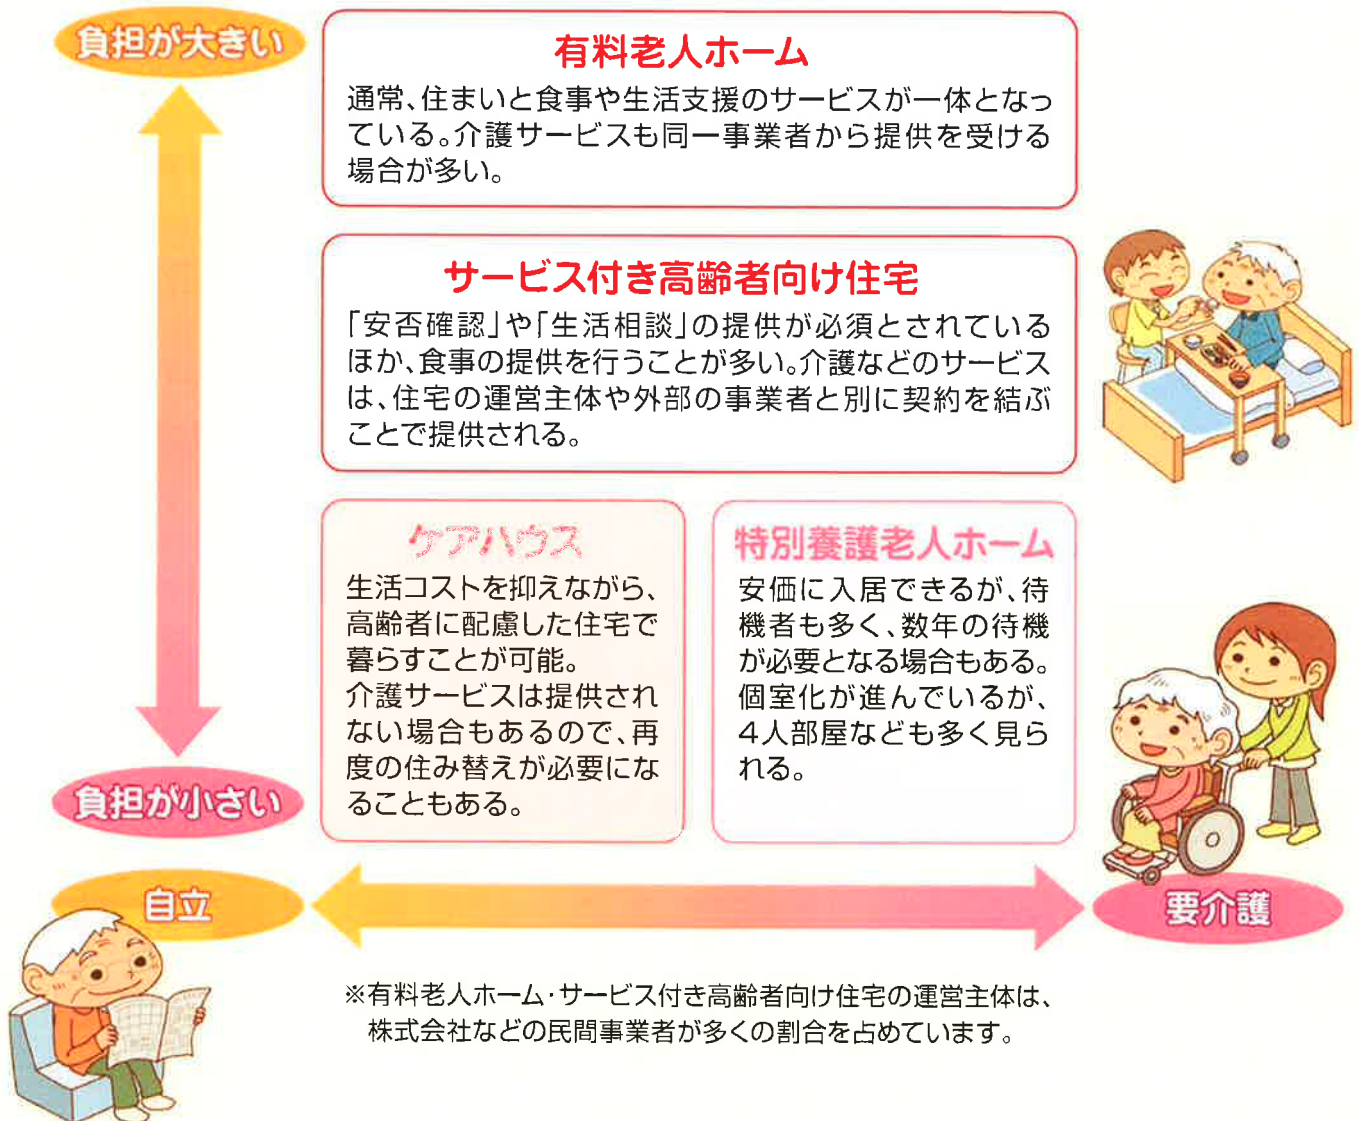 負担が大きい
有料老人ホーム
通常、住まいと食事や生活支援のサービスが一体となっ
ている。介護サービスも同一事業者から提供を受ける
場合が多い。
サービス付き高齢者向け住宅
「安否確認」や「生活相談」の提供が必須とされている
ほか、食事の提供を行うことが多い。介護などのサービス
は、住宅の運営主体や外部の事業者と別に契約を結ぶ
ことで提供される。
ケアハウス
生活コストを抑えながら、
高齢者に配慮した住宅で
暮らすことが可能。
介護サービスは提供され
ない場合もあるので、再
度の住み替えが必要にな
ることもある。
特別養護老人ホーム
安価に入居できるが、待
機者も多く、数年の待機
が必要となる場合もある。
個室化が進んでいるが、
4人部屋なども多く見ら
れる。
負担が小さい
自立
要介護
※有料老人ホーム・サービス付き高齢者向け住宅の運営主体は、
株式会社などの民間事業者が多くの割合を占めています。